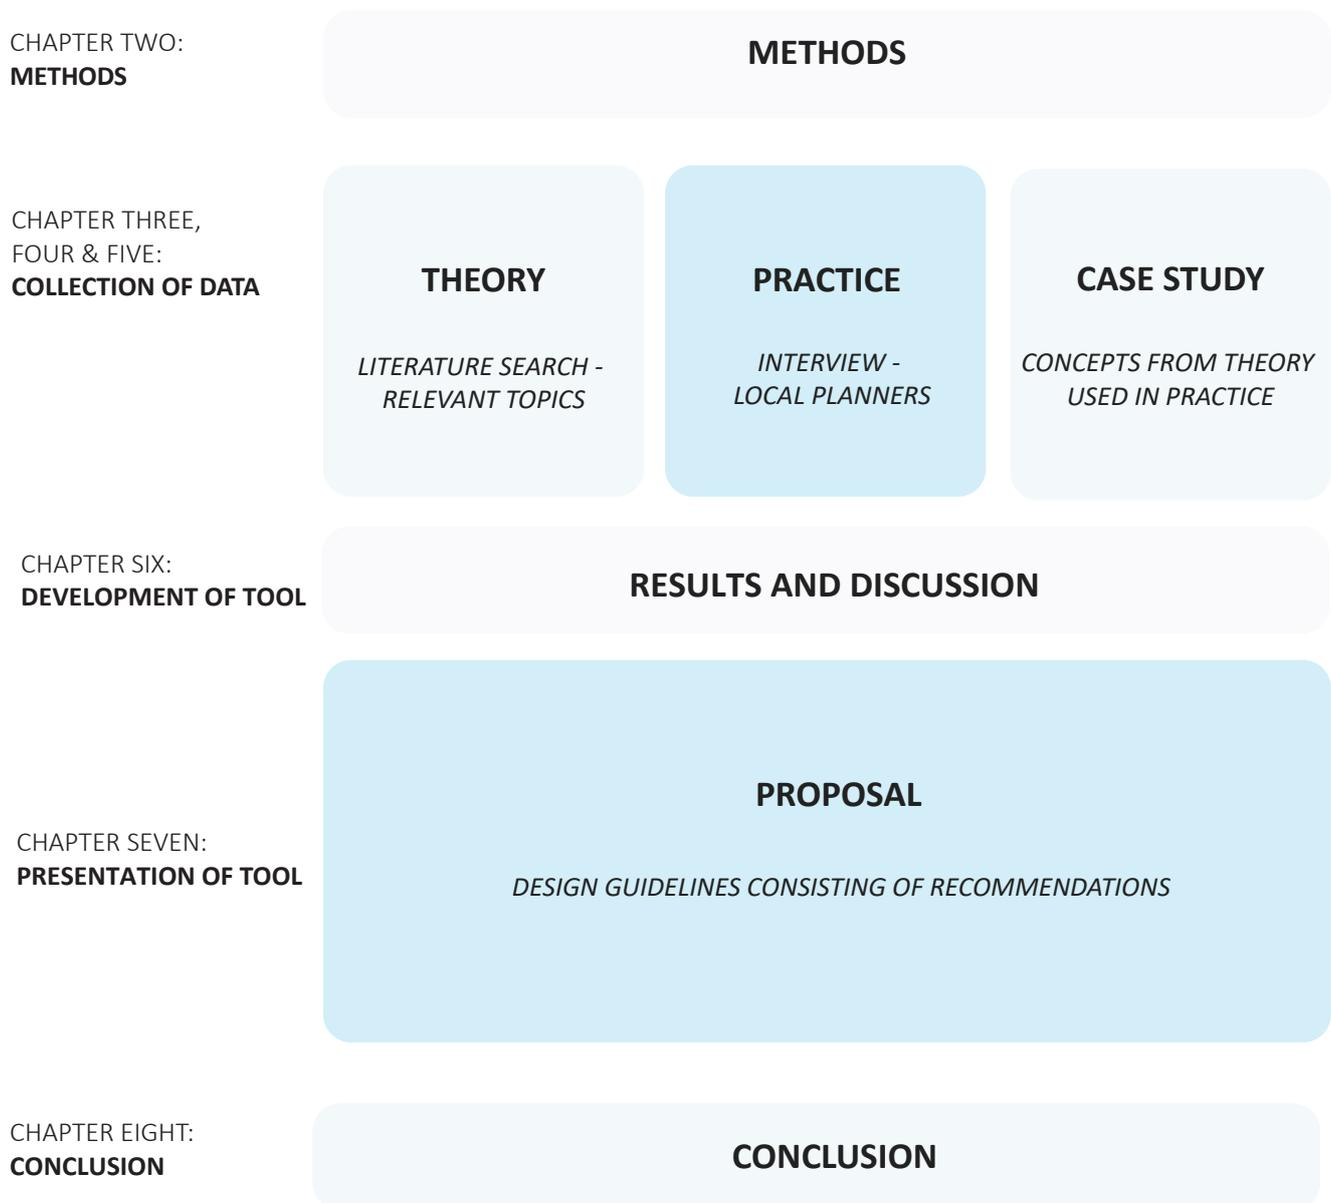 CHAPTER TWO:
METHODS
METHODS
CHAPTER THREE,
FOUR & FIVE:
COLLECTION OF DATA
THEORY
LITERATURE SEARCH -
RELEVANT TOPICS
PRACTICE
INTERVIEW -
LOCAL PLANNERS
CASE STUDY
CONCEPTS FROM THEORY
USED IN PRACTICE
CHAPTER SIX:
DEVELOPMENT OF TOOL
RESULTS AND DISCUSSION
CHAPTER SEVEN:
PRESENTATION OF TOOL
PROPOSAL
DESIGN GUIDELINES CONSISTING OF RECOMMENDATIONS
CHAPTER EIGHT:
CONCLUSION
CONCLUSION